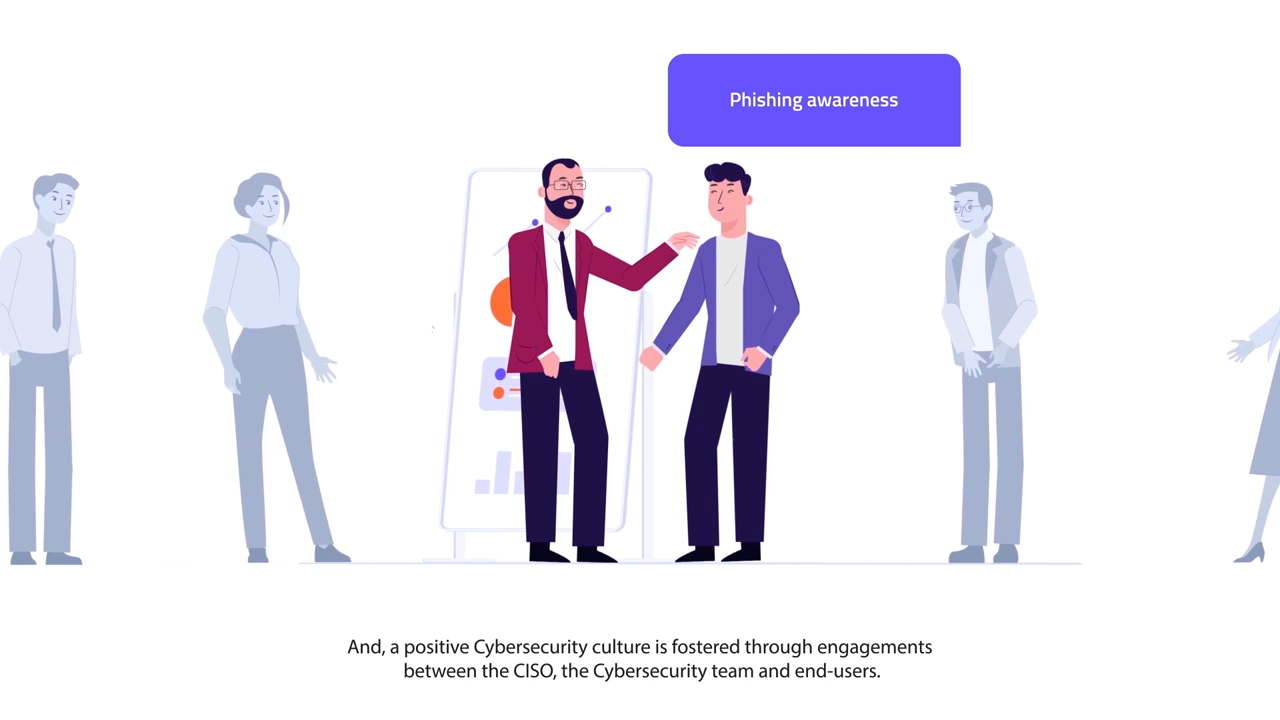 Phishing awareness
And, a positive Cybersecurity culture is fostered through engagements
between the CISO, the Cybersecurity team and end-users.